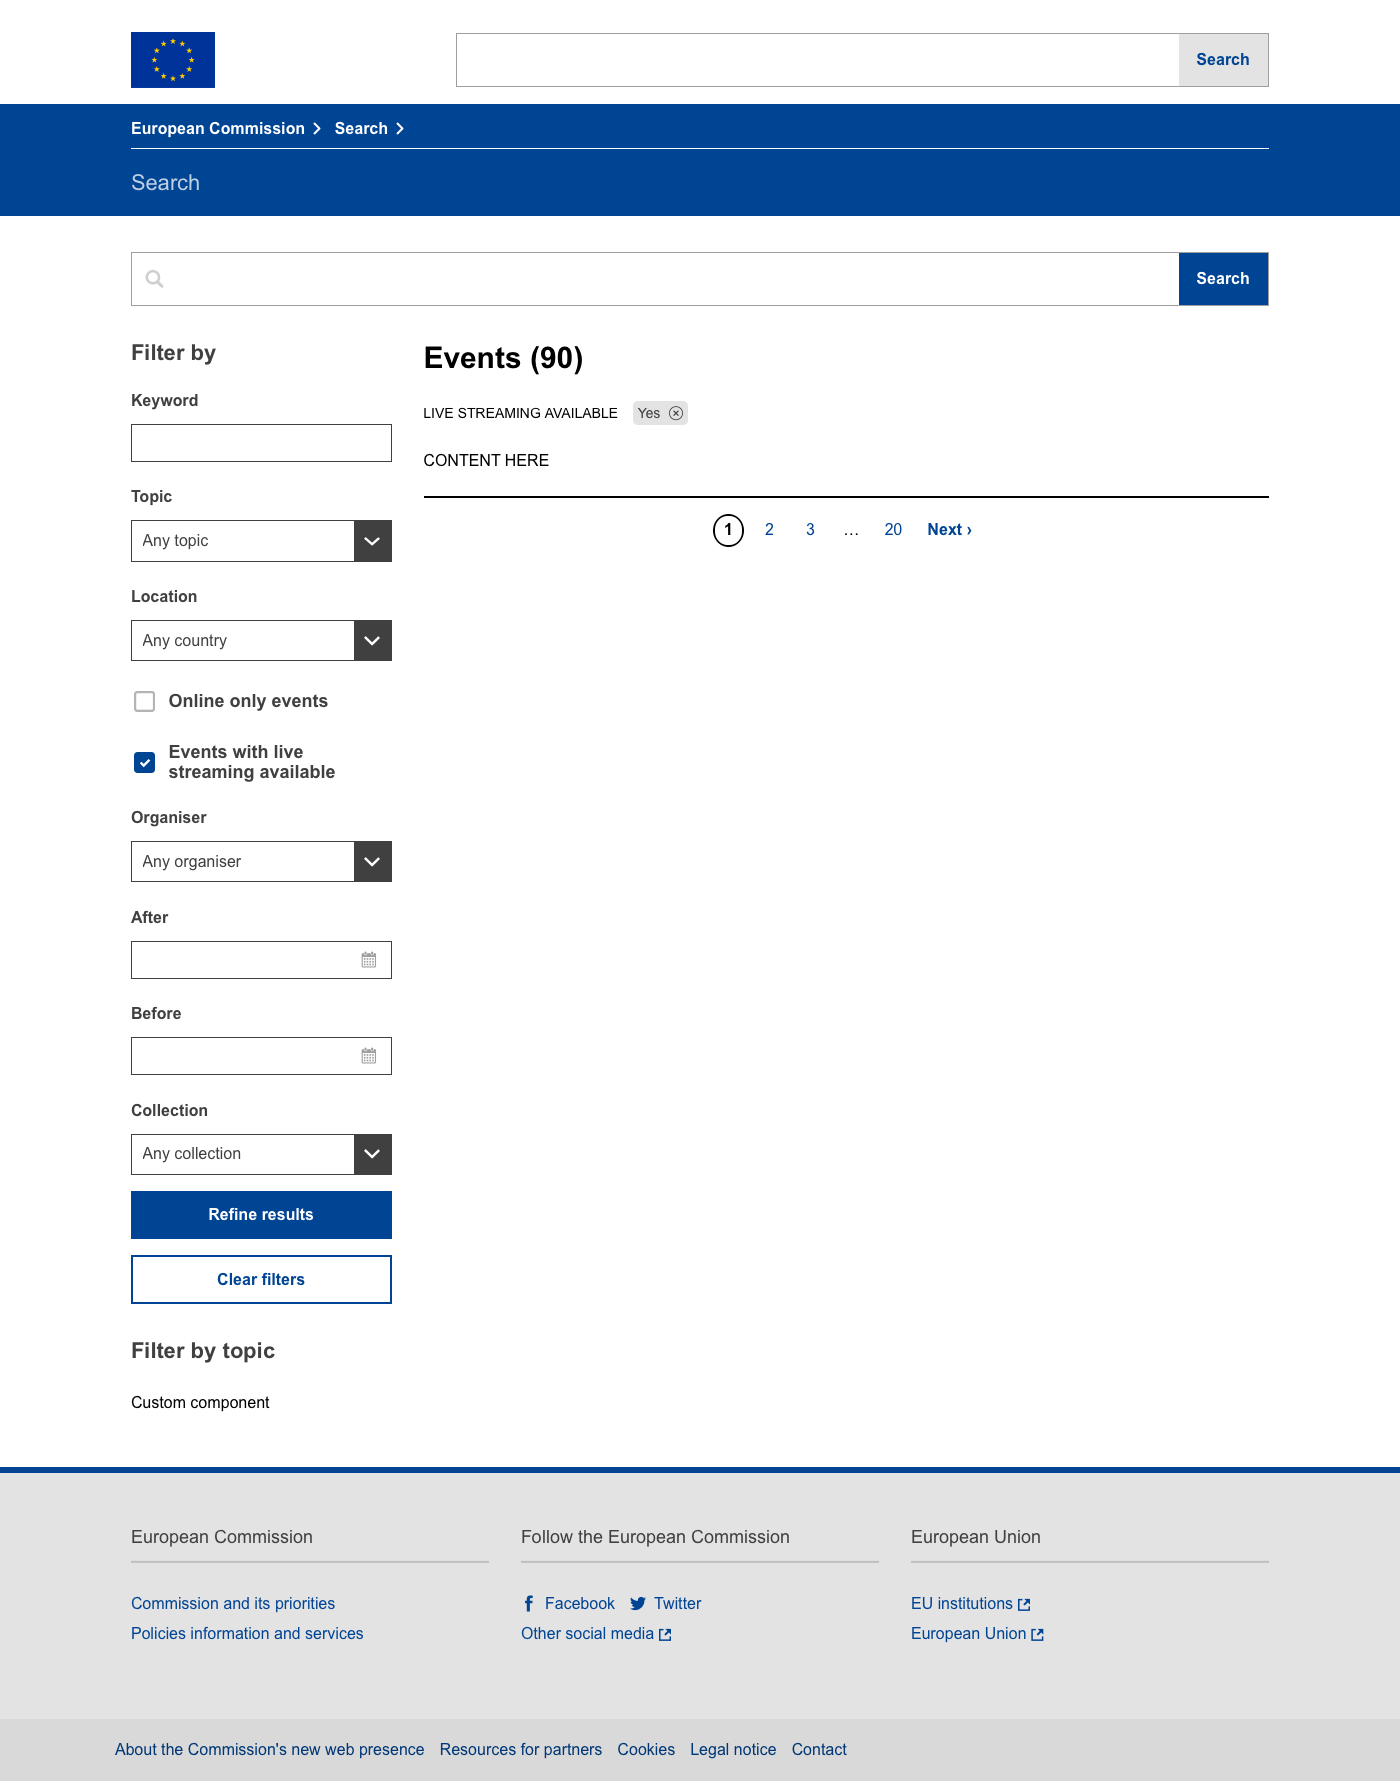 Search
European Commission Search
Search
Search
Filter by
Keyword
Topic
Any topic
Location
Any country
Online only events
Events with live
streaming available
Organiser
Any organiser
After
Before
Collection
Any collection
Refine results
Clear filters
Filter by topic
Custom component
Events (90)
LIVE STREAMING AVAILABLE Yes
CONTENT HERE
1 2 3 … 20 Next ›
European Commission
Commission and its priorities
Policies information and services
Follow the European Commission
Facebook Twitter
Other social media
European Union
EU institutions
European Union
About the Commission's new web presence Resources for partners Cookies Legal notice Contact